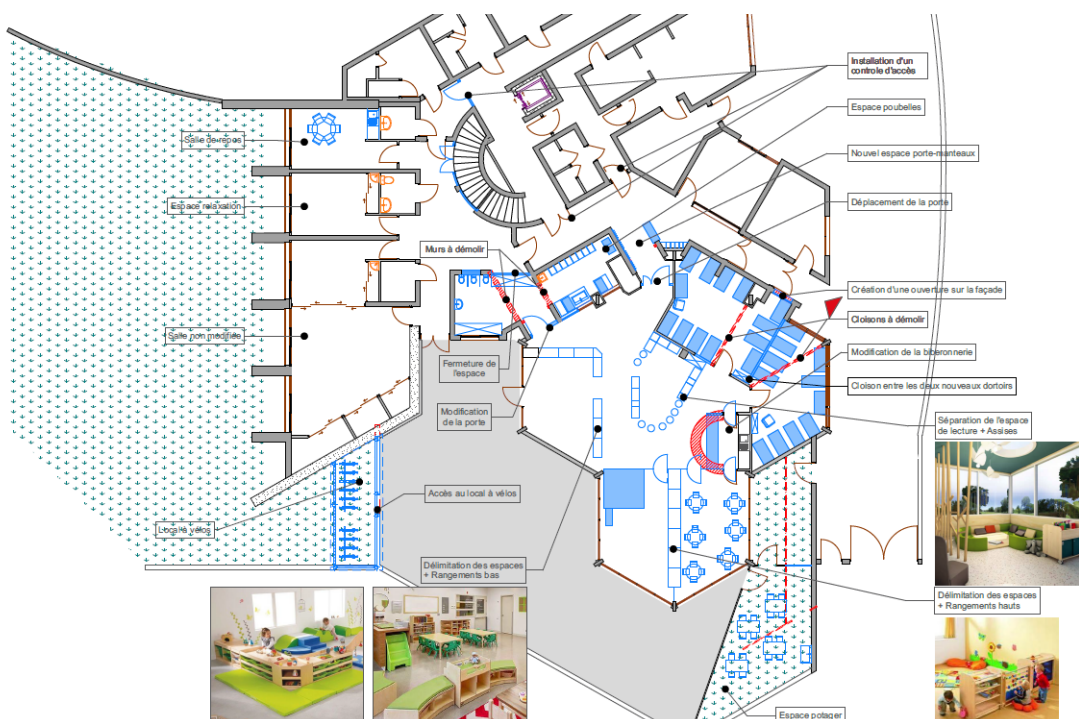 Installation d'un
controle d'accès
Espace poubelles
Salle de repos
Nouvel espace porte-manteaux
Espace relaxation
Déplacement de la porte
Murs à démolir
Création d'une ouverture sur la façade
Cloisons à démolir
Salle non modifiée
Modification de la biberonnerie
Fermeture de
l'espace
Cloison entre les deux nouveaux dortoirs
Modification
de la porte
Séparation de l'espace
de lecture + Assises
Accès au local à vélos
Local à vélos
Délimitation des espaces
+ Rangements bas
Délimitation des espaces
+ Rangements hauts
Espace potager